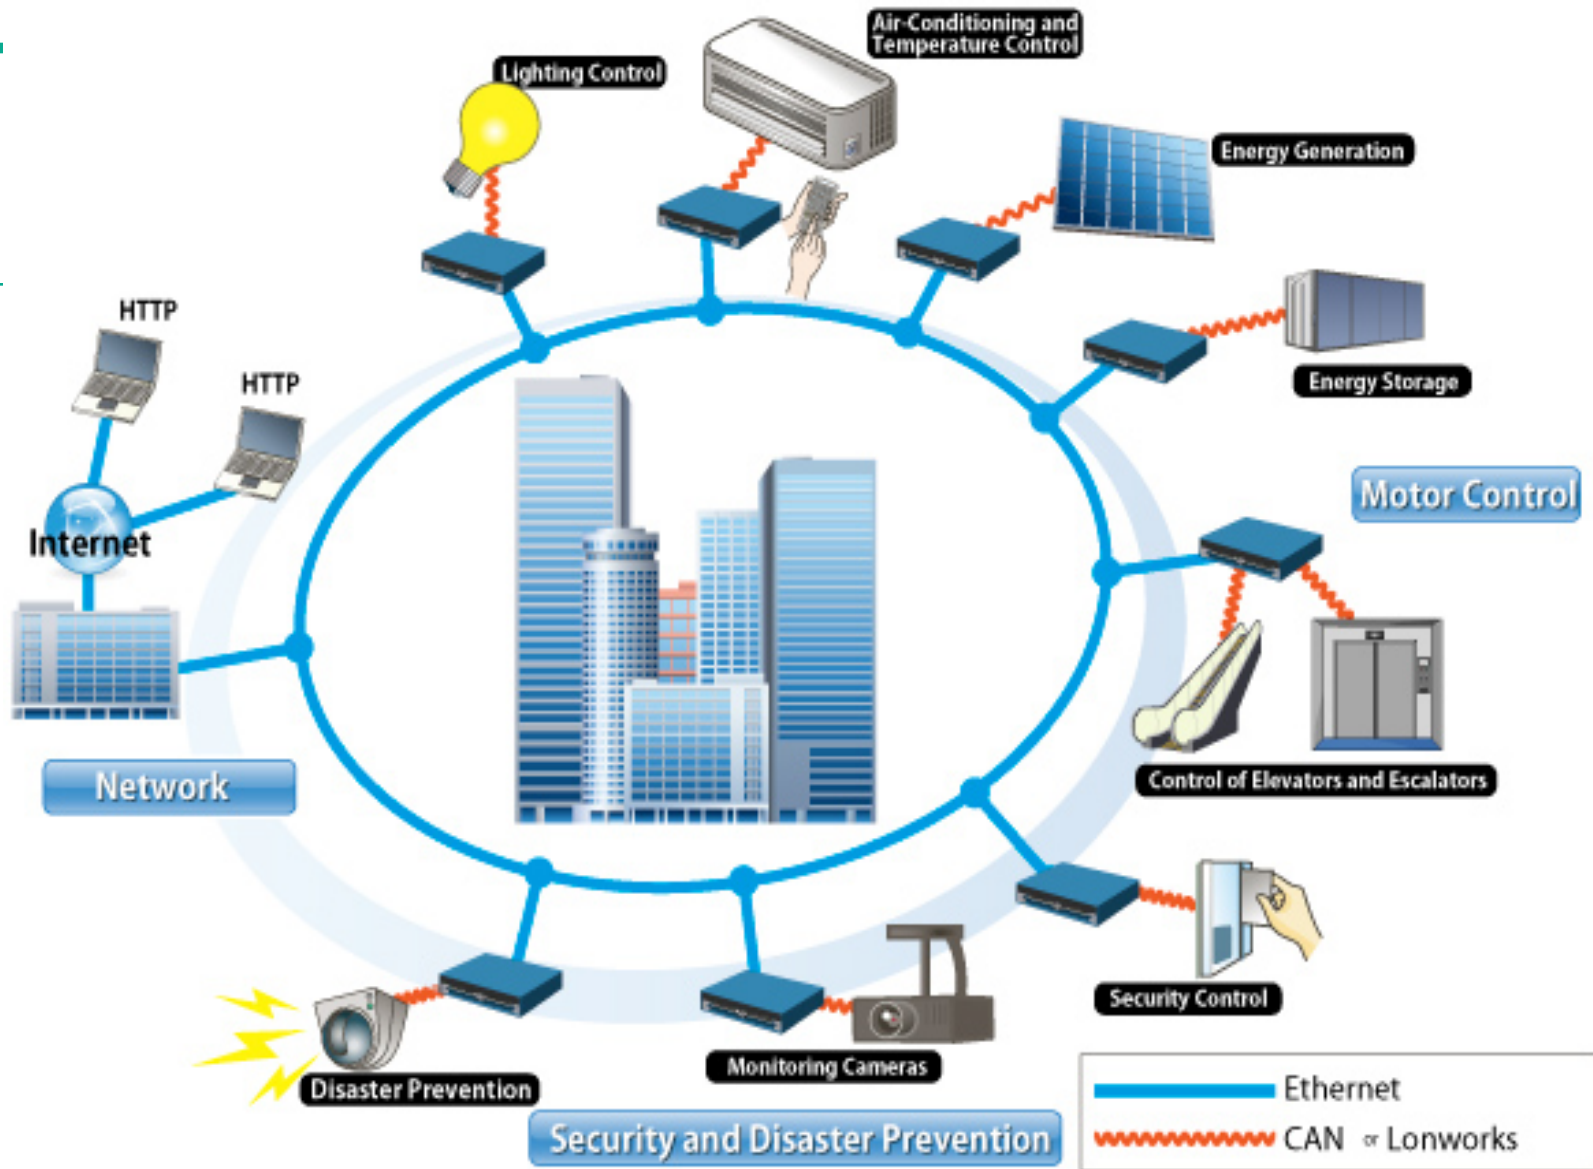 Air-Conditioning and
Temperature Control
Lighting Control
Energy Generation
HTTP
HTTP
Energy Storage
Motor Control
Internet
Network
Control of Elevators and Escalators
Security Control
Monitoring Cameras
Disaster Prevention
Security and Disaster Prevention
Ethernet
CAN or Lonworks